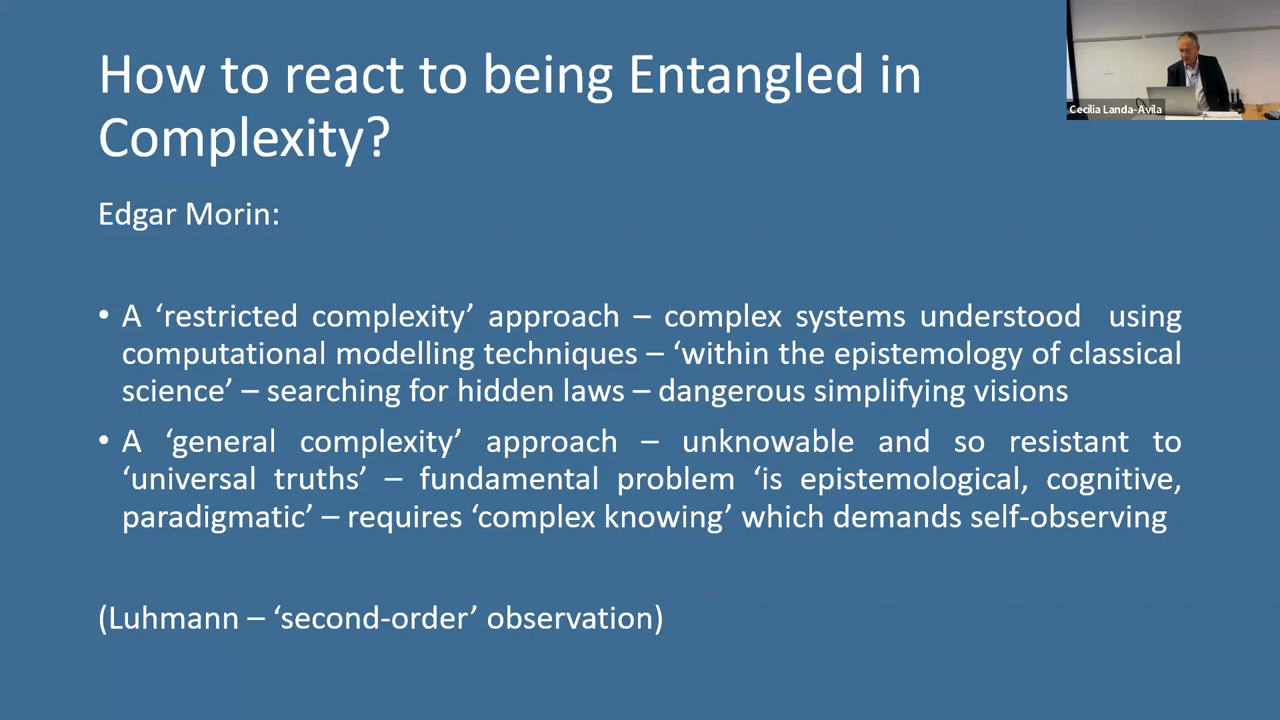 How to react to being Entangled in
Complexity?
Cecilia Landa-Avila
Edgar Morin:
• A ‘restricted complexity’ approach – complex systems understood using
computational modelling techniques – ‘within the epistemology of classical
science’ – searching for hidden laws – dangerous simplifying visions
• A ‘general complexity’ approach – unknowable and so resistant to
‘universal truths’ – fundamental problem ‘is epistemological, cognitive,
paradigmatic’ – requires ‘complex knowing’ which demands self-observing
(Luhmann – ‘second-order’ observation)